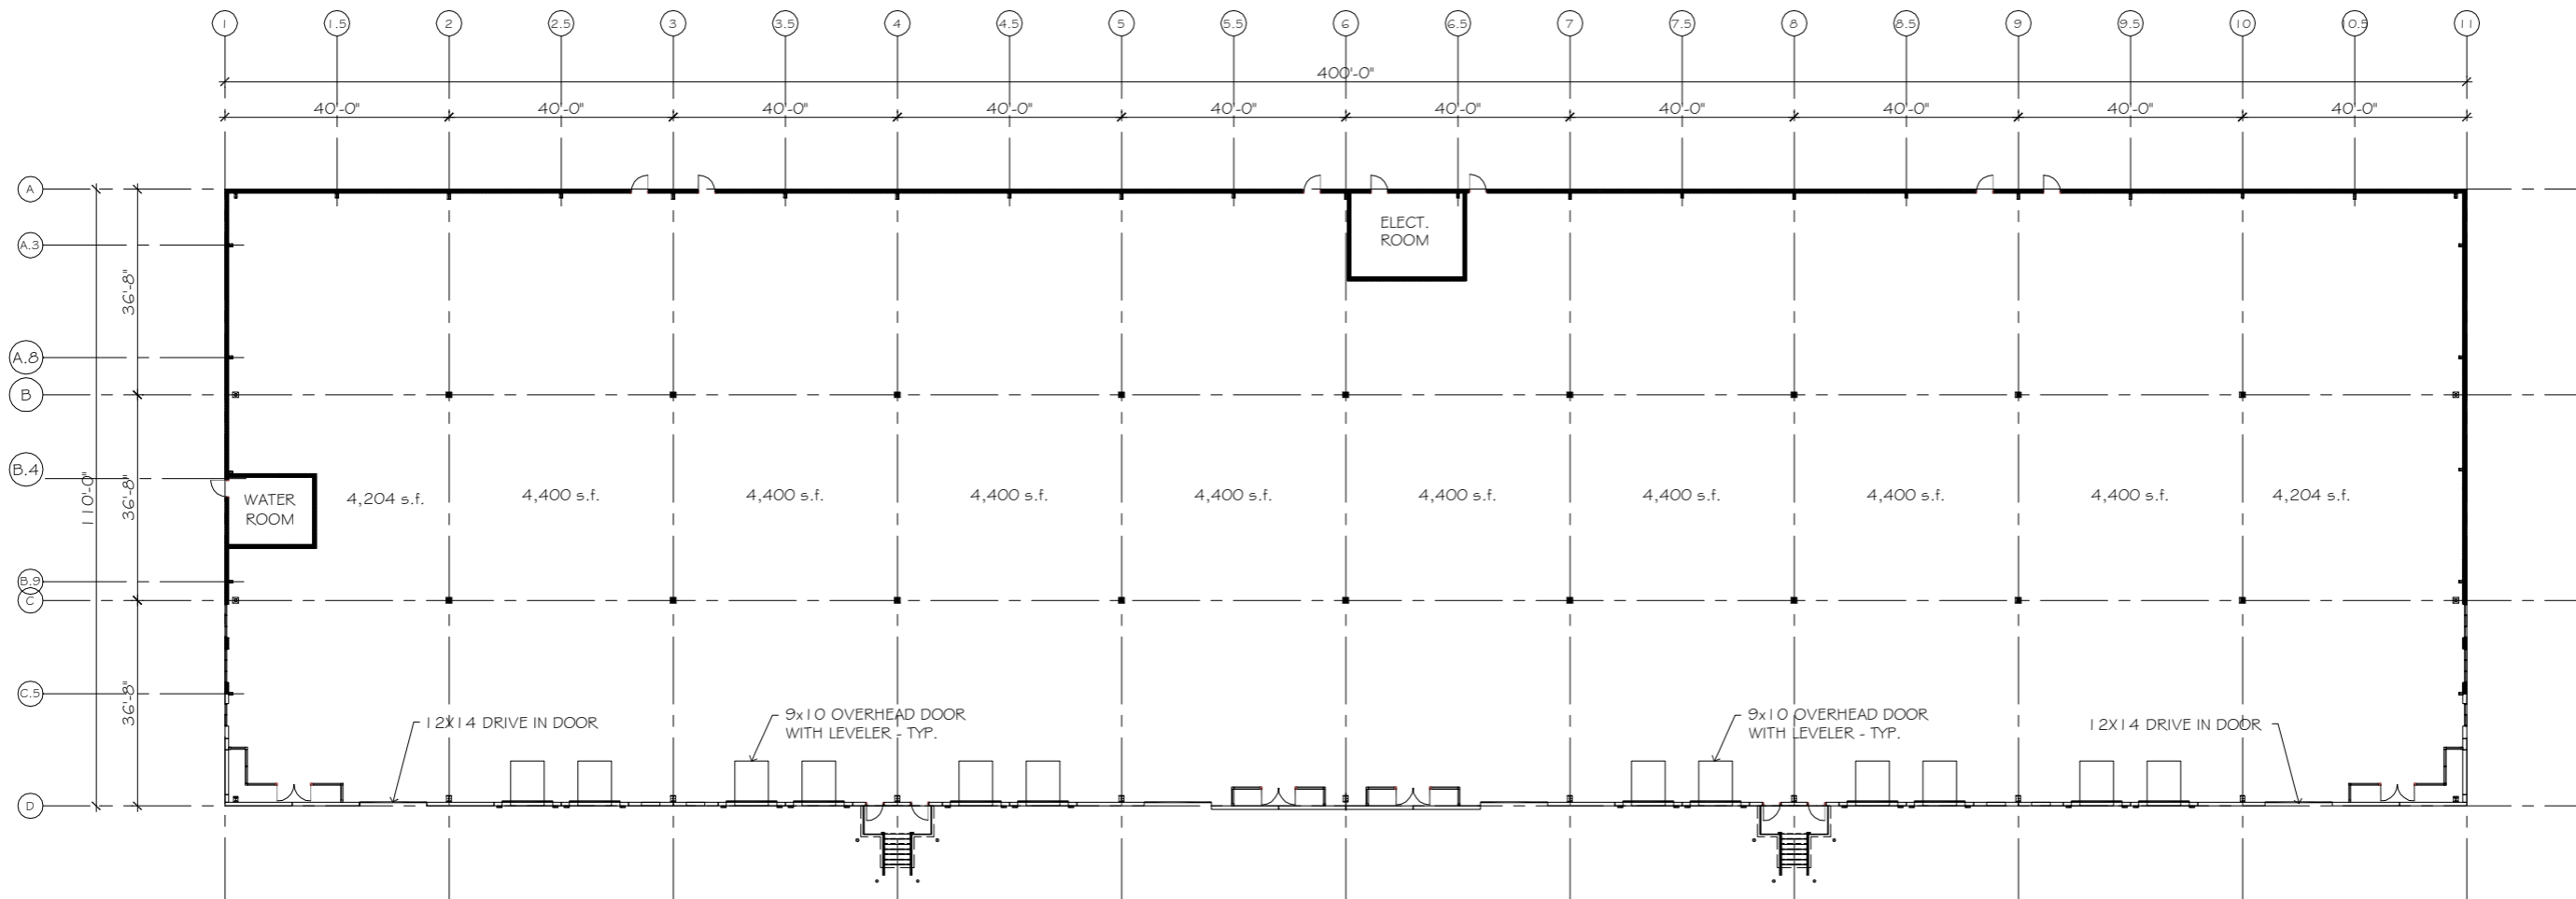 1 1.5 2 2.5 3 3.5 4 4.5 5 5.5 6 6.5 7 7.5 8 8.5 9 9.5 10 10.5 11
400'-0"
40'-0" 40'-0" 40'-0" 40'-0" 40'-0" 40'-0" 40'-0" 40'-0" 40'-0" 40'-0"
A
A.3
A.8
B
B.4
B.9
C
C.5
D
110'-0"
36'-8"
36'-8"
36'-8"
ELECT.
ROOM
WATER
ROOM
4,204 s.f. 4,400 s.f. 4,400 s.f. 4,400 s.f. 4,400 s.f. 4,400 s.f. 4,400 s.f. 4,400 s.f. 4,400 s.f. 4,204 s.f.
12X14 DRIVE IN DOOR
9x10 OVERHEAD DOOR
WITH LEVELER - TYP.
9x10 OVERHEAD DOOR
WITH LEVELER - TYP.
12X14 DRIVE IN DOOR